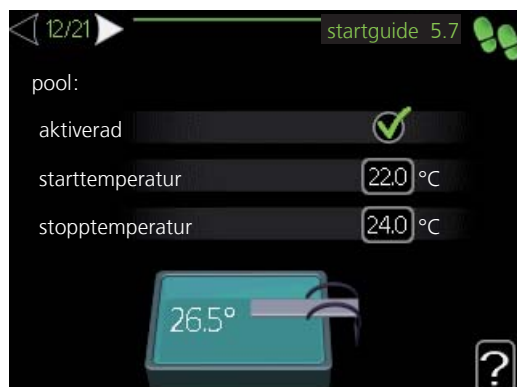 12/21 startguide 5.7
pool:
aktiverad
starttemperatur 22.0 °C
stopptemperatur 24.0 °C
26.5°
?